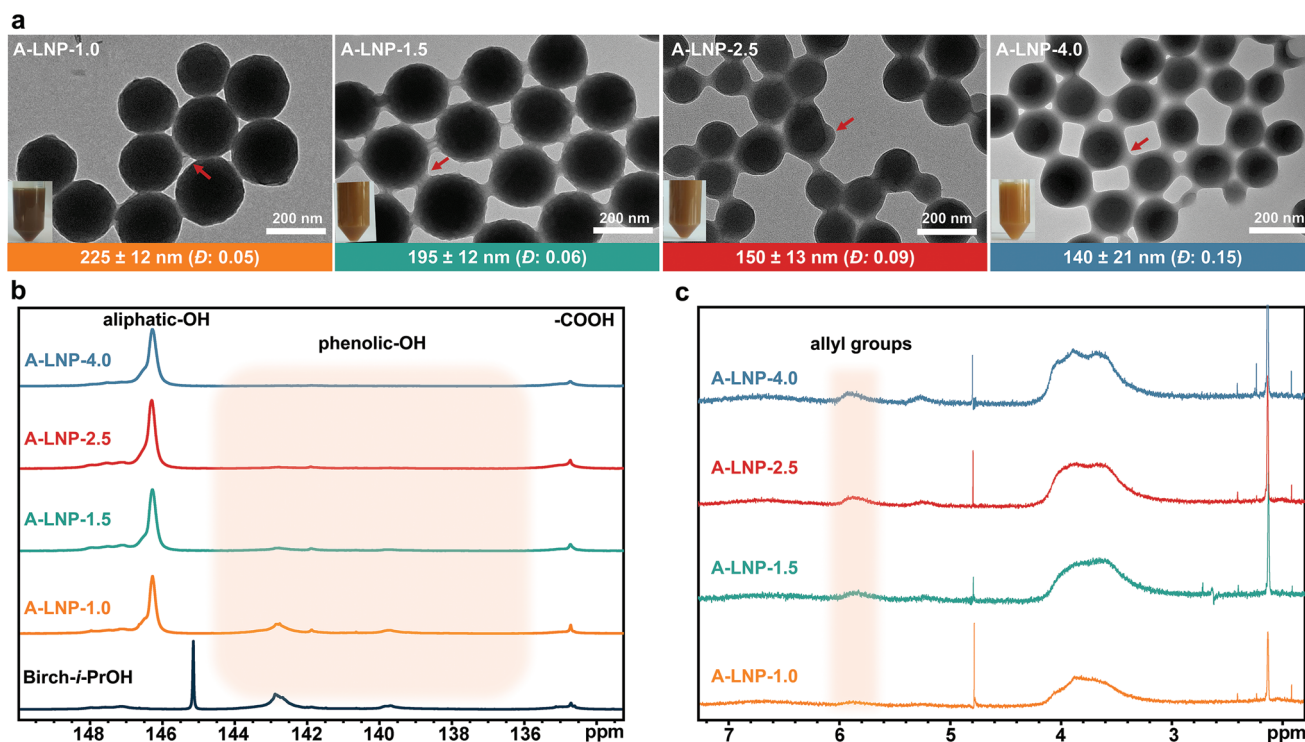 a
A-LNP-1.0
A-LNP-1.5
A-LNP-2.5
A-LNP-4.0
200 nm
200 nm
200 nm
200 nm
225 ± 12 nm (Đ: 0.05)
195 ± 12 nm (Đ: 0.06)
150 ± 13 nm (Đ: 0.09)
140 ± 21 nm (Đ: 0.15)
b
aliphatic-OH
-COOH
phenolic-OH
A-LNP-4.0
A-LNP-2.5
A-LNP-1.5
A-LNP-1.0
Birch-i-PrOH
148 146 144 142 140 138 136 ppm
c
allyl groups
A-LNP-4.0
A-LNP-2.5
A-LNP-1.5
A-LNP-1.0
7 6 5 4 3 ppm